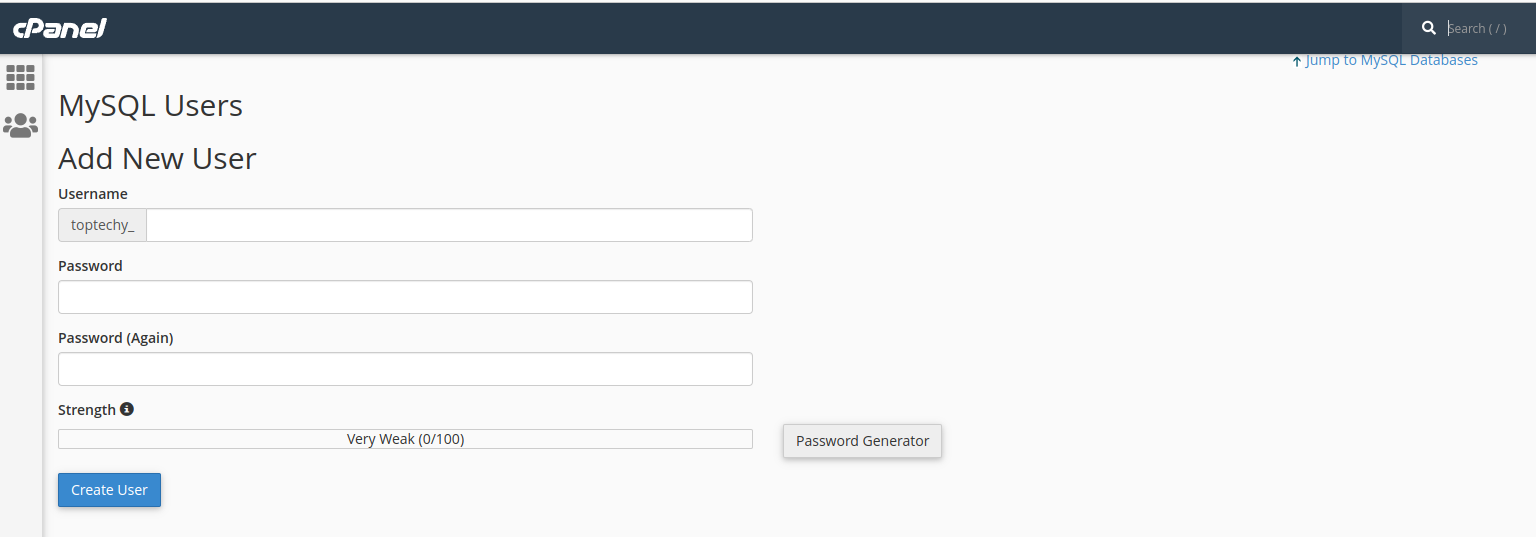 cPanel
Search ( / )
Jump to MySQL Databases
MySQL Users
Add New User
Username
toptechy_
Password
Password (Again)
Strength
Very Weak (0/100)
Password Generator
Create User